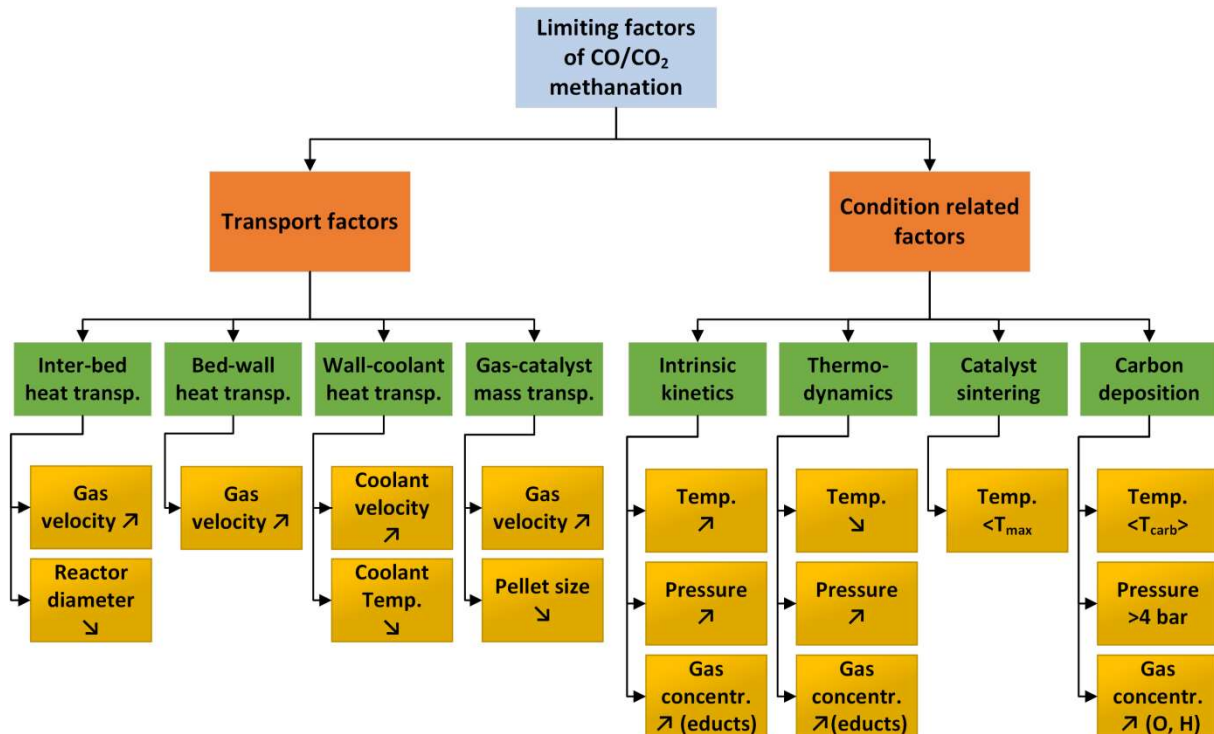 Limiting factors
of CO/CO₂
methanation
Transport factors
Condition related
factors
Inter-bed
heat transp.
Bed-wall
heat transp.
Wall-coolant
heat transp.
Gas-catalyst
mass transp.
Intrinsic
kinetics
Thermo-
dynamics
Catalyst
sintering
Carbon
deposition
Gas
velocity ↗
Gas
velocity ↗
Coolant
velocity
↗
Gas
velocity ↗
Temp.
↗
Temp.
↘
Temp.
<Tmax
Temp.
<Tcarb>
Reactor
diameter
↘
Coolant
Temp.
↘
Pellet size
↘
Pressure
↗
Pressure
↗
Pressure
>4 bar
Gas
concentr.
↗ (educts)
Gas
concentr.
↗(educts)
Gas
concentr.
↗ (O, H)